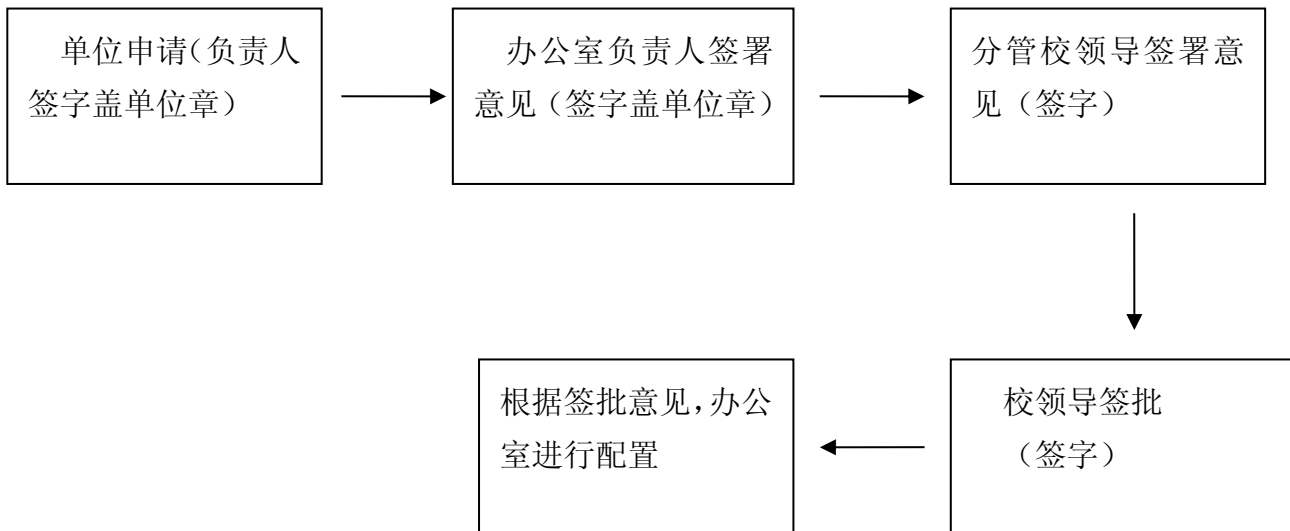 单位申请（负责人
签字盖单位章）
办公室负责人签署
意见（签字盖单位章）
分管校领导签署意
见（签字）
校领导签批
（签字）
根据签批意见，办公
室进行配置